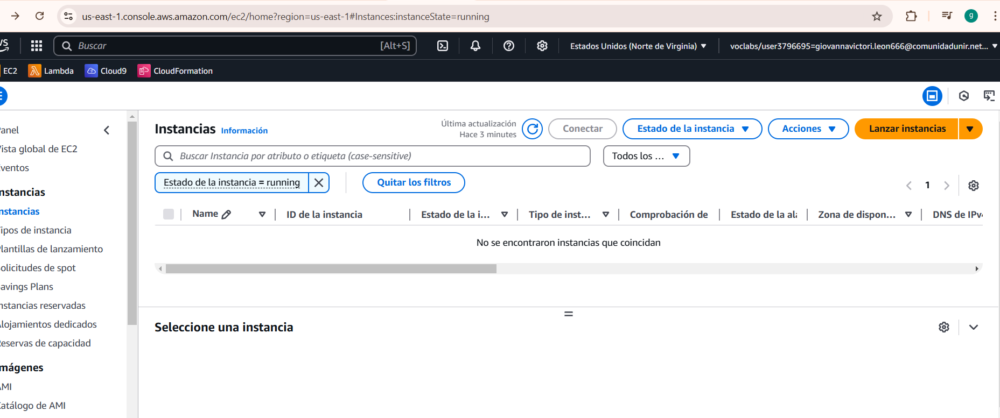 us-east-1.console.aws.amazon.com/ec2/home?region=us-east-1#Instances:instanceState=running
g
Buscar
[Alt+S]
Estados Unidos (Norte de Virginia)
voclabs/user3796695=giovannavictori.leon666@comunidadunir.net...
EC2
Lambda
Cloud9
CloudFormation
anel
ista global de EC2
ventos
nstancias
nstancias
ipos de instancia
lantillas de lanzamiento
olicitudes de spot
avings Plans
nstancias reservadas
lojamientos dedicados
eservas de capacidad
mágenes
AMI
atálogo de AMI
Instancias
Información
Última actualización
Hace 3 minutes
Conectar
Estado de la instancia
Acciones
Lanzar instancias
Buscar Instancia por atributo o etiqueta (case-sensitive)
Todos los ...
Estado de la instancia = running
Quitar los filtros
1
Name
ID de la instancia
Estado de la i...
Tipo de inst...
Comprobación de
Estado de la ala
Zona de dispon...
DNS de IPv4
No se encontraron instancias que coincidan
Seleccione una instancia